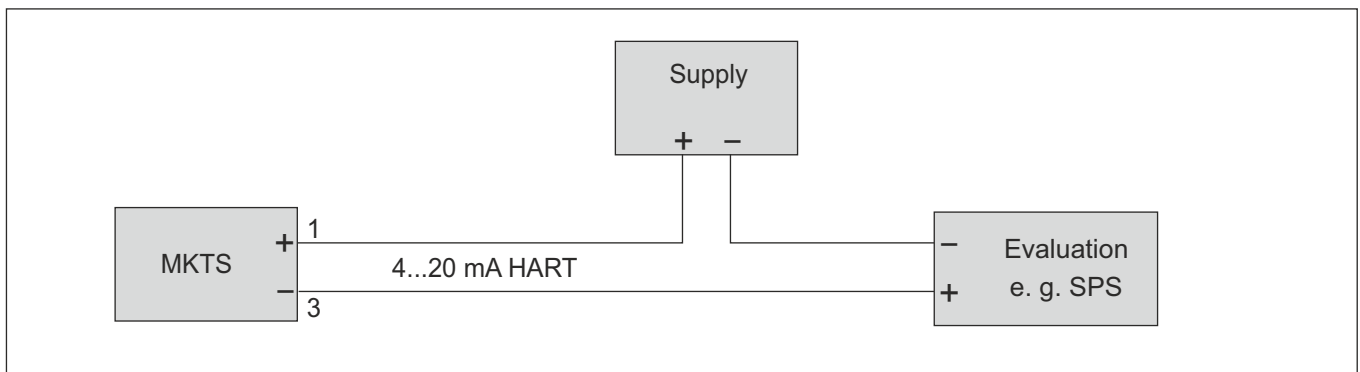 Supply
+ −
MKTS
+
1
−
3
4...20 mA HART
−
+
Evaluation
e. g. SPS